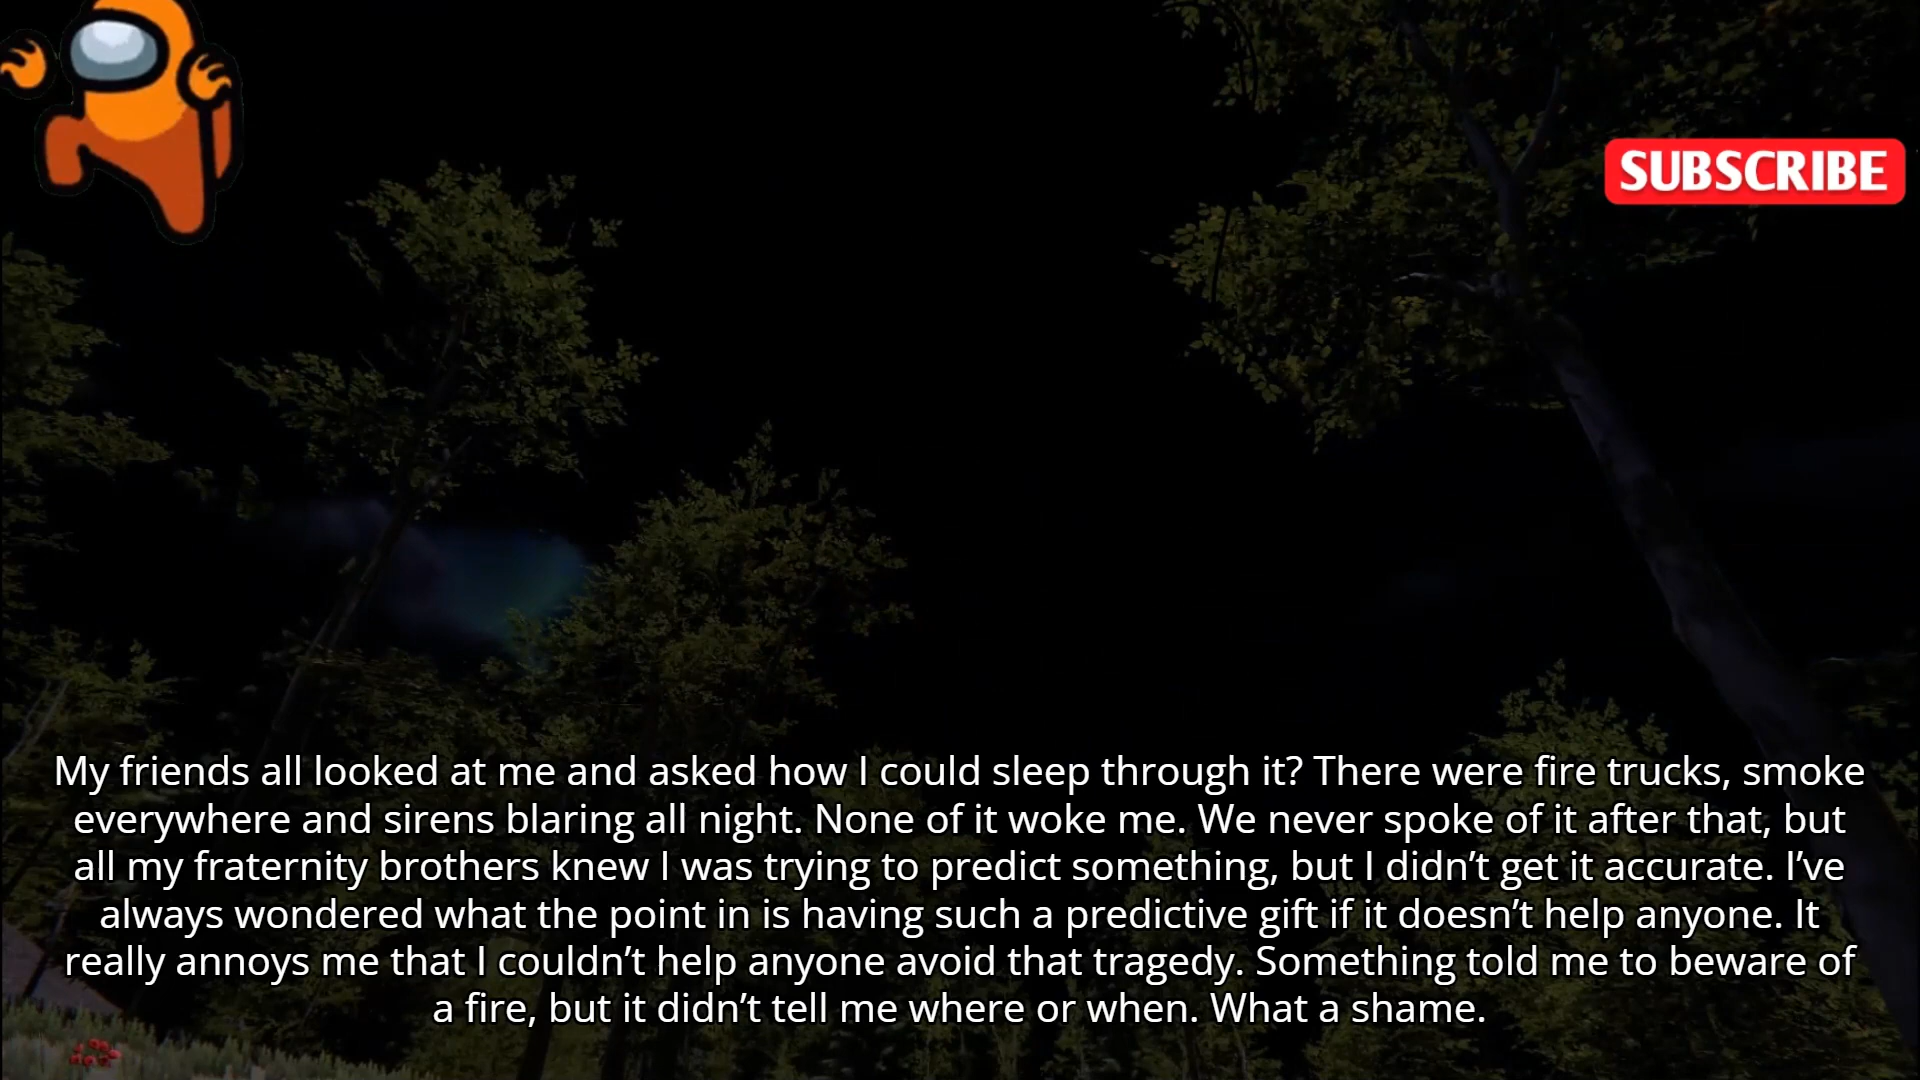 SUBSCRIBE
My friends all looked at me and asked how I could sleep through it? There were fire trucks, smoke
everywhere and sirens blaring all night. None of it woke me. We never spoke of it after that, but
all my fraternity brothers knew I was trying to predict something, but I didn’t get it accurate. I’ve
always wondered what the point in is having such a predictive gift if it doesn’t help anyone. It
really annoys me that I couldn’t help anyone avoid that tragedy. Something told me to beware of
a fire, but it didn’t tell me where or when. What a shame.